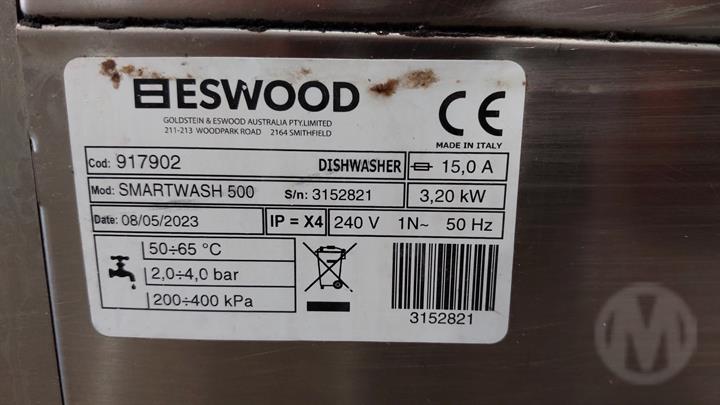 ESWOOD
GOLDSTEIN & ESWOOD AUSTRALIA PTY.LIMITED
211-213 WOODPARK ROAD 2164 SMITHFIELD
CE
MADE IN ITALY
Cod: 917902 DISHWASHER 15,0 A
Mod: SMARTWASH 500 S/n: 3152821 3,20 kW
Date: 08/05/2023 IP = X4 240 V 1N~ 50 Hz
50÷65 °C
2,0÷4,0 bar
200÷400 kPa
3152821
M